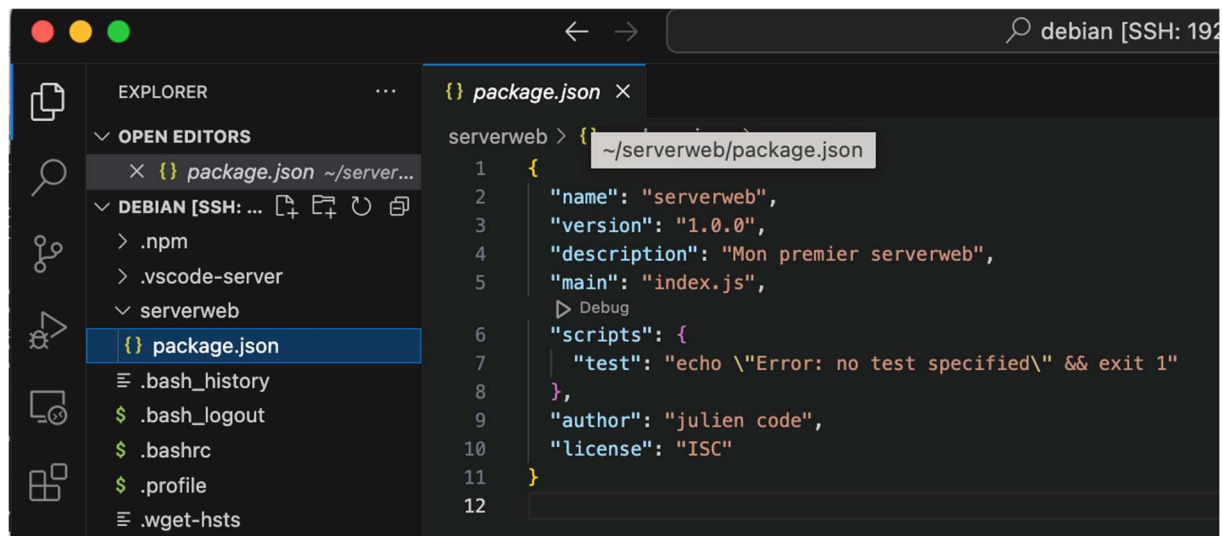 debian [SSH: 192
EXPLORER ...
OPEN EDITORS
{} package.json ~/server...
DEBIAN [SSH: ...
.npm
.vscode-server
serverweb
{} package.json
.bash_history
$ .bash_logout
$ .bashrc
$ .profile
.wget-hsts
{} package.json
serverweb >
~/serverweb/package.json
1 {
2 "name": "serverweb",
3 "version": "1.0.0",
4 "description": "Mon premier serverweb",
5 "main": "index.js",
Debug
6 "scripts": {
7 "test": "echo \"Error: no test specified\" && exit 1"
8 },
9 "author": "julien code",
10 "license": "ISC"
11 }
12